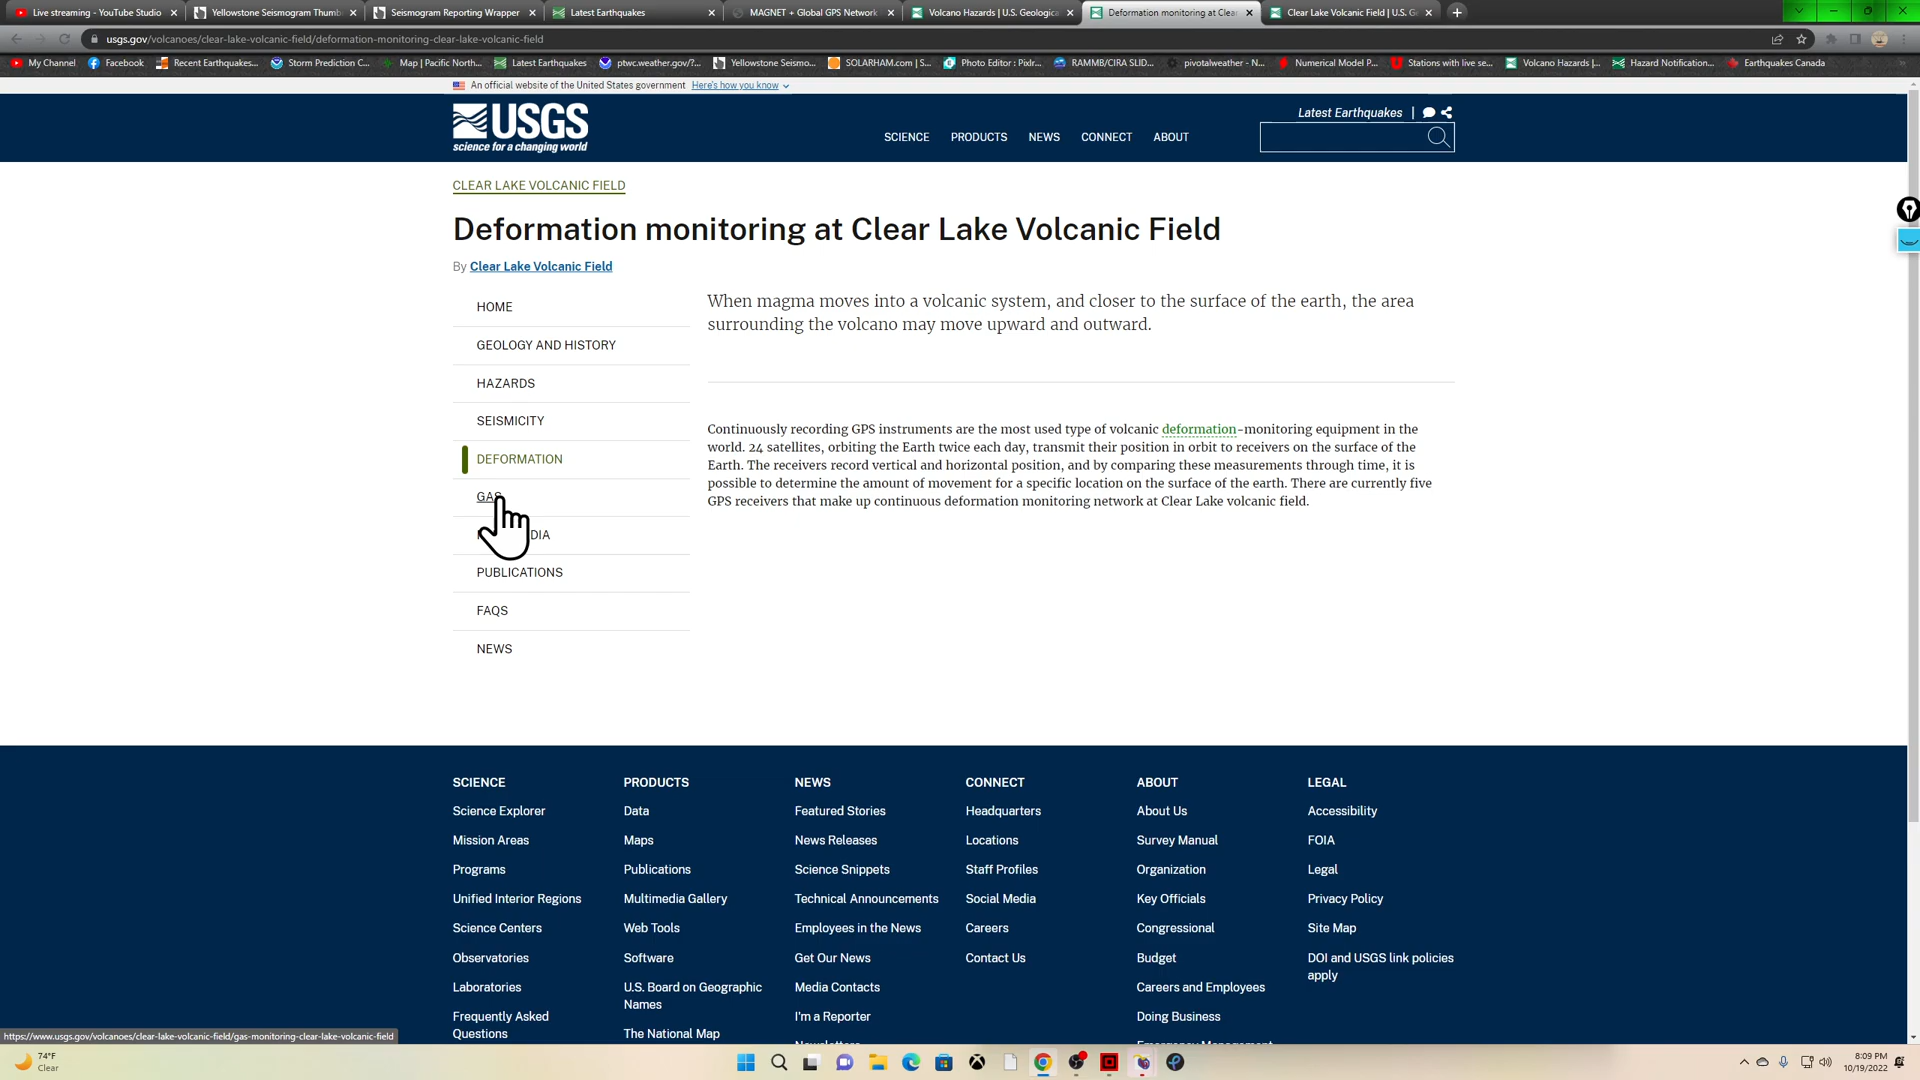 Live streaming - YouTube Studio
Yellowstone Seismogram Thumb
Seismogram Reporting Wrapper
Latest Earthquakes
MAGNET + Global GPS Network
Volcano Hazards | U.S. Geologica
Deformation monitoring at Clear
Clear Lake Volcanic Field | U.S. G
usgs.gov/volcanoes/clear-lake-volcanic-field/deformation-monitoring-clear-lake-volcanic-field
My Channel
Facebook
Recent Earthquakes...
Storm Prediction C...
Map | Pacific North...
Latest Earthquakes
ptwc.weather.gov/?...
Yellowstone Seismo...
SOLARHAM.com | S...
Photo Editor : Pixlr...
RAMMB/CIRA SLID...
pivotalweather - N...
Numerical Model P...
Stations with live se...
Volcano Hazards |...
Hazard Notification...
Earthquakes Canada
An official website of the United States government Here's how you know
USGS
science for a changing world
Latest Earthquakes |
SCIENCE PRODUCTS NEWS CONNECT ABOUT
CLEAR LAKE VOLCANIC FIELD
Deformation monitoring at Clear Lake Volcanic Field
By Clear Lake Volcanic Field
HOME
GEOLOGY AND HISTORY
HAZARDS
SEISMICITY
DEFORMATION
GAS
DIA
PUBLICATIONS
FAQS
NEWS
When magma moves into a volcanic system, and closer to the surface of the earth, the area
surrounding the volcano may move upward and outward.
Continuously recording GPS instruments are the most used type of volcanic deformation-monitoring equipment in the
world. 24 satellites, orbiting the Earth twice each day, transmit their position in orbit to receivers on the surface of the
Earth. The receivers record vertical and horizontal position, and by comparing these measurements through time, it is
possible to determine the amount of movement for a specific location on the surface of the earth. There are currently five
GPS receivers that make up continuous deformation monitoring network at Clear Lake volcanic field.
SCIENCE
Science Explorer
Mission Areas
Programs
Unified Interior Regions
Science Centers
Observatories
Laboratories
Frequently Asked
Questions
PRODUCTS
Data
Maps
Publications
Multimedia Gallery
Web Tools
Software
U.S. Board on Geographic
Names
The National Map
NEWS
Featured Stories
News Releases
Science Snippets
Technical Announcements
Employees in the News
Get Our News
Media Contacts
I'm a Reporter
Newsletters
CONNECT
Headquarters
Locations
Staff Profiles
Social Media
Careers
Contact Us
ABOUT
About Us
Survey Manual
Organization
Key Officials
Congressional
Budget
Careers and Employees
Doing Business
Emergency Management
LEGAL
Accessibility
FOIA
Legal
Privacy Policy
Site Map
DOI and USGS link policies
apply
https://www.usgs.gov/volcanoes/clear-lake-volcanic-field/gas-monitoring-clear-lake-volcanic-field
74°F
Clear
8:09 PM
10/19/2022